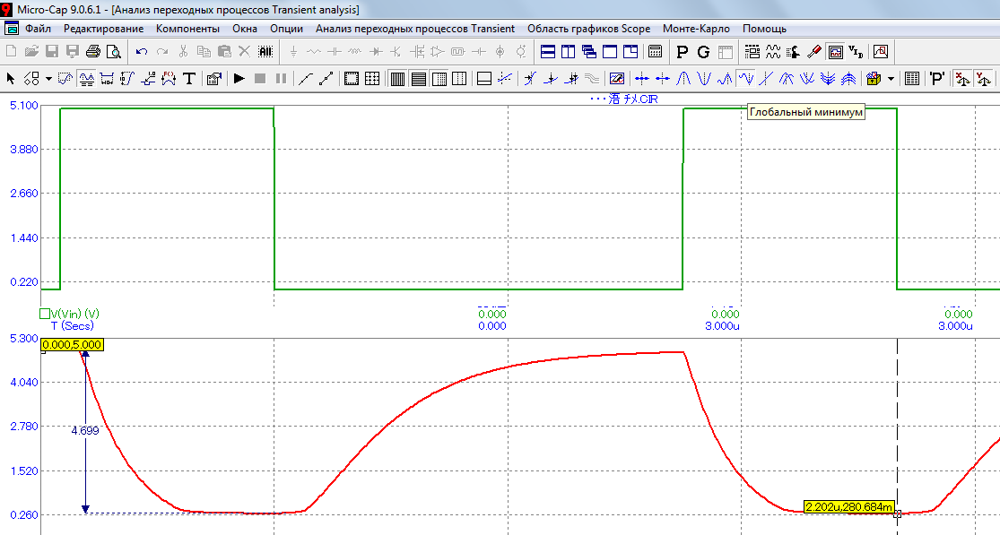 Micro-Cap 9.0.6.1 - [Анализ переходных процессов Transient analysis]
Файл Редактирование Компоненты Окна Опции Анализ переходных процессов Transient Область графиков Scope Монте-Карло Помощь
P G
T 'P'
.CIR
Глобальный минимум
5.100
3.880
2.660
1.440
0.220
V(Vin) (V) 0.000 0.000 0.000
T (Secs) 0.000 3.000u 3.000u
5.300
0.000,5.000
4.040
4.699
2.780
1.520
2.202u,280.684m
0.260